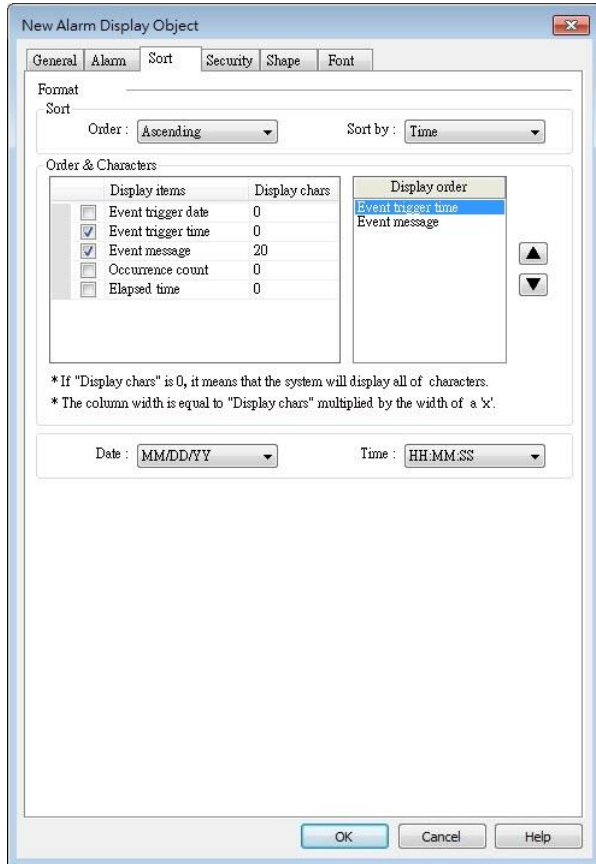 New Alarm Display Object
General Alarm Sort Security Shape Font
Format
Sort
Order : Ascending Sort by : Time
Order & Characters
Display items Display chars Display order
Event trigger date 0 Event trigger time
Event trigger time 0 Event message
Event message 20
Occurrence count 0
Elapsed time 0
* If "Display chars" is 0, it means that the system will display all of characters.
* The column width is equal to "Display chars" multiplied by the width of a 'x'.
Date : MM/DD/YY Time : HH:MM:SS
OK Cancel Help